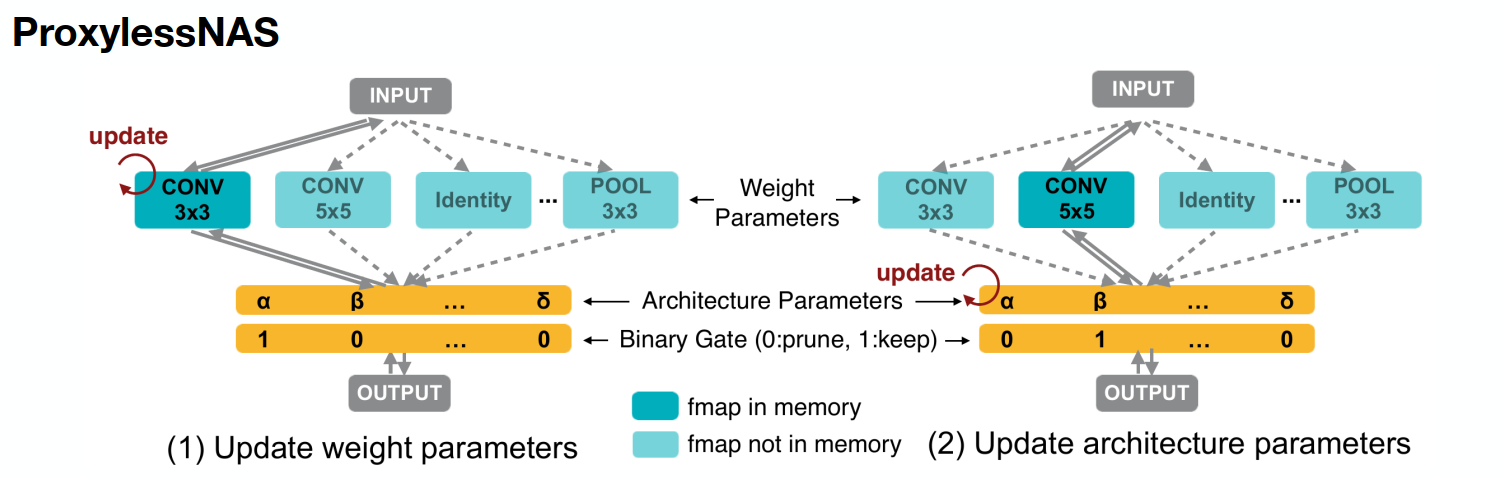 ProxylessNAS
INPUT
update
CONV
3x3
CONV
5x5
Identity
...
POOL
3x3
α β ... δ
1 0 ... 0
OUTPUT
(1) Update weight parameters
Weight
Parameters
Architecture Parameters
Binary Gate (0:prune, 1:keep)
fmap in memory
fmap not in memory
INPUT
CONV
3x3
CONV
5x5
Identity
...
POOL
3x3
update
α β ... δ
0 1 ... 0
OUTPUT
(2) Update architecture parameters